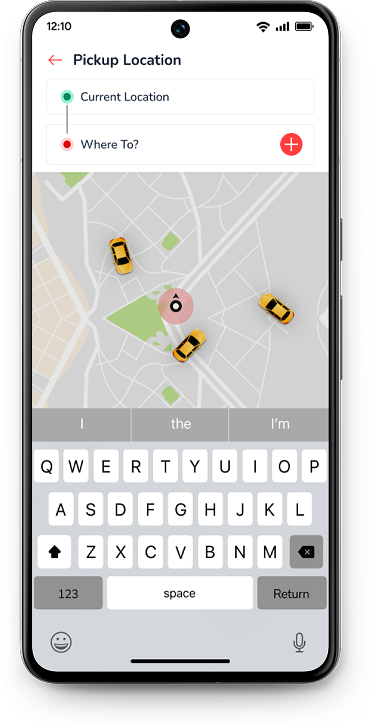 12:10
Pickup Location
Current Location
Where To?
I the I'm
Q W E R T Y U I O P
A S D F G H J K L
Z X C V B N M
123 space Return